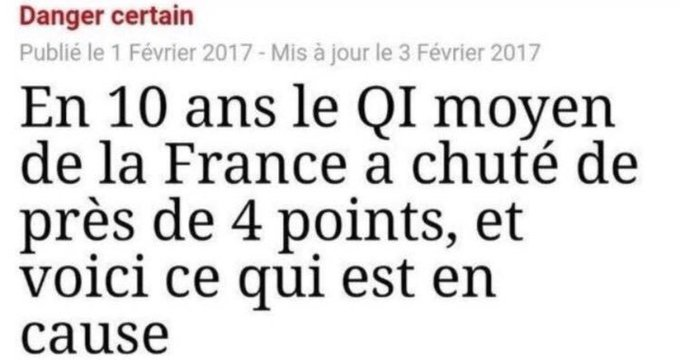 Danger certain
Publié le 1 Février 2017 - Mis à jour le 3 Février 2017
En 10 ans le QI moyen
de la France a chuté de
près de 4 points, et
voici ce qui est en
cause